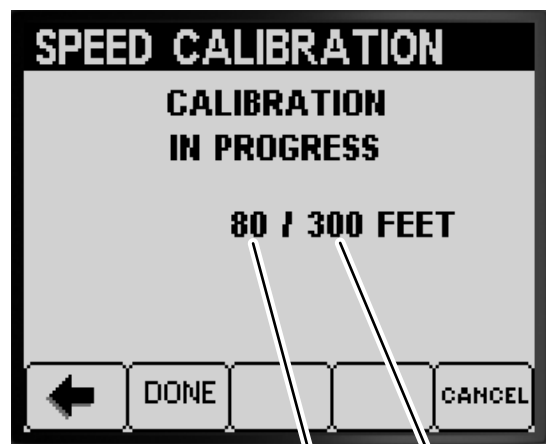 SPEED CALIBRATION
CALIBRATION
IN PROGRESS
80 / 300 FEET
DONE
CANCEL